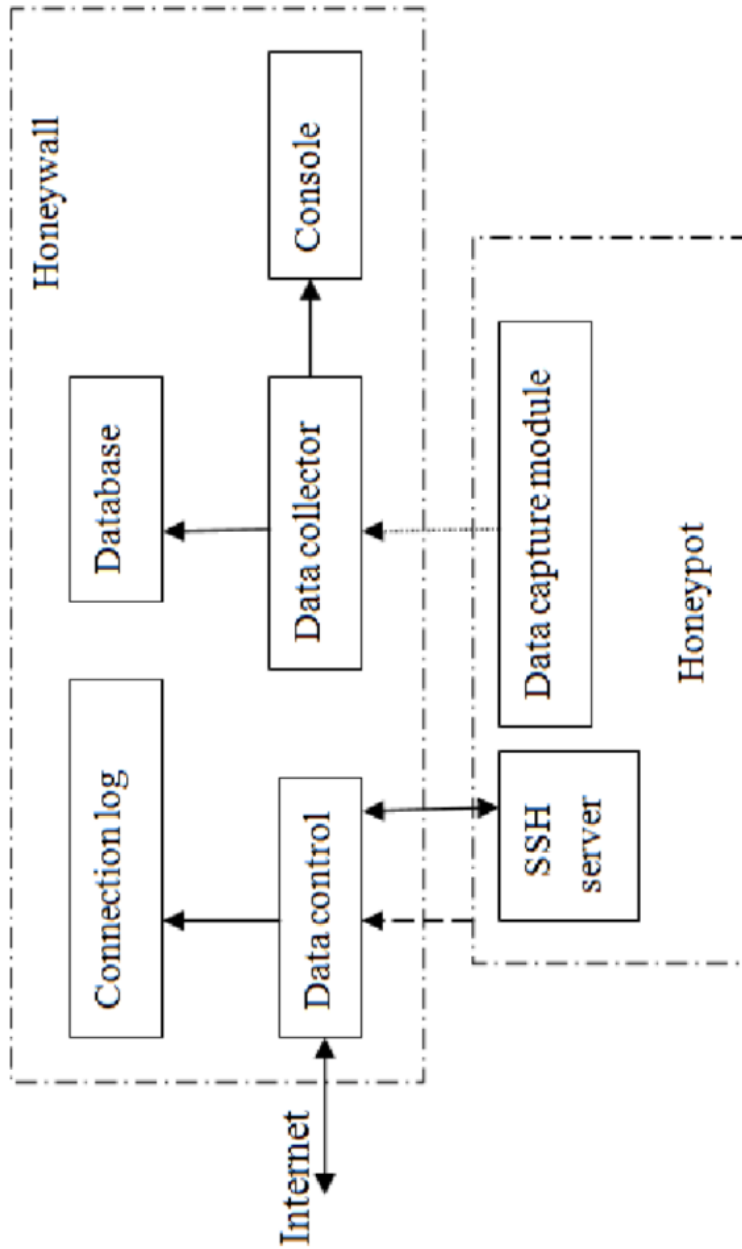 Honeywall
Connection log
Database
Internet
Data control
Data collector
Console
SSH
server
Data capture module
Honeypot